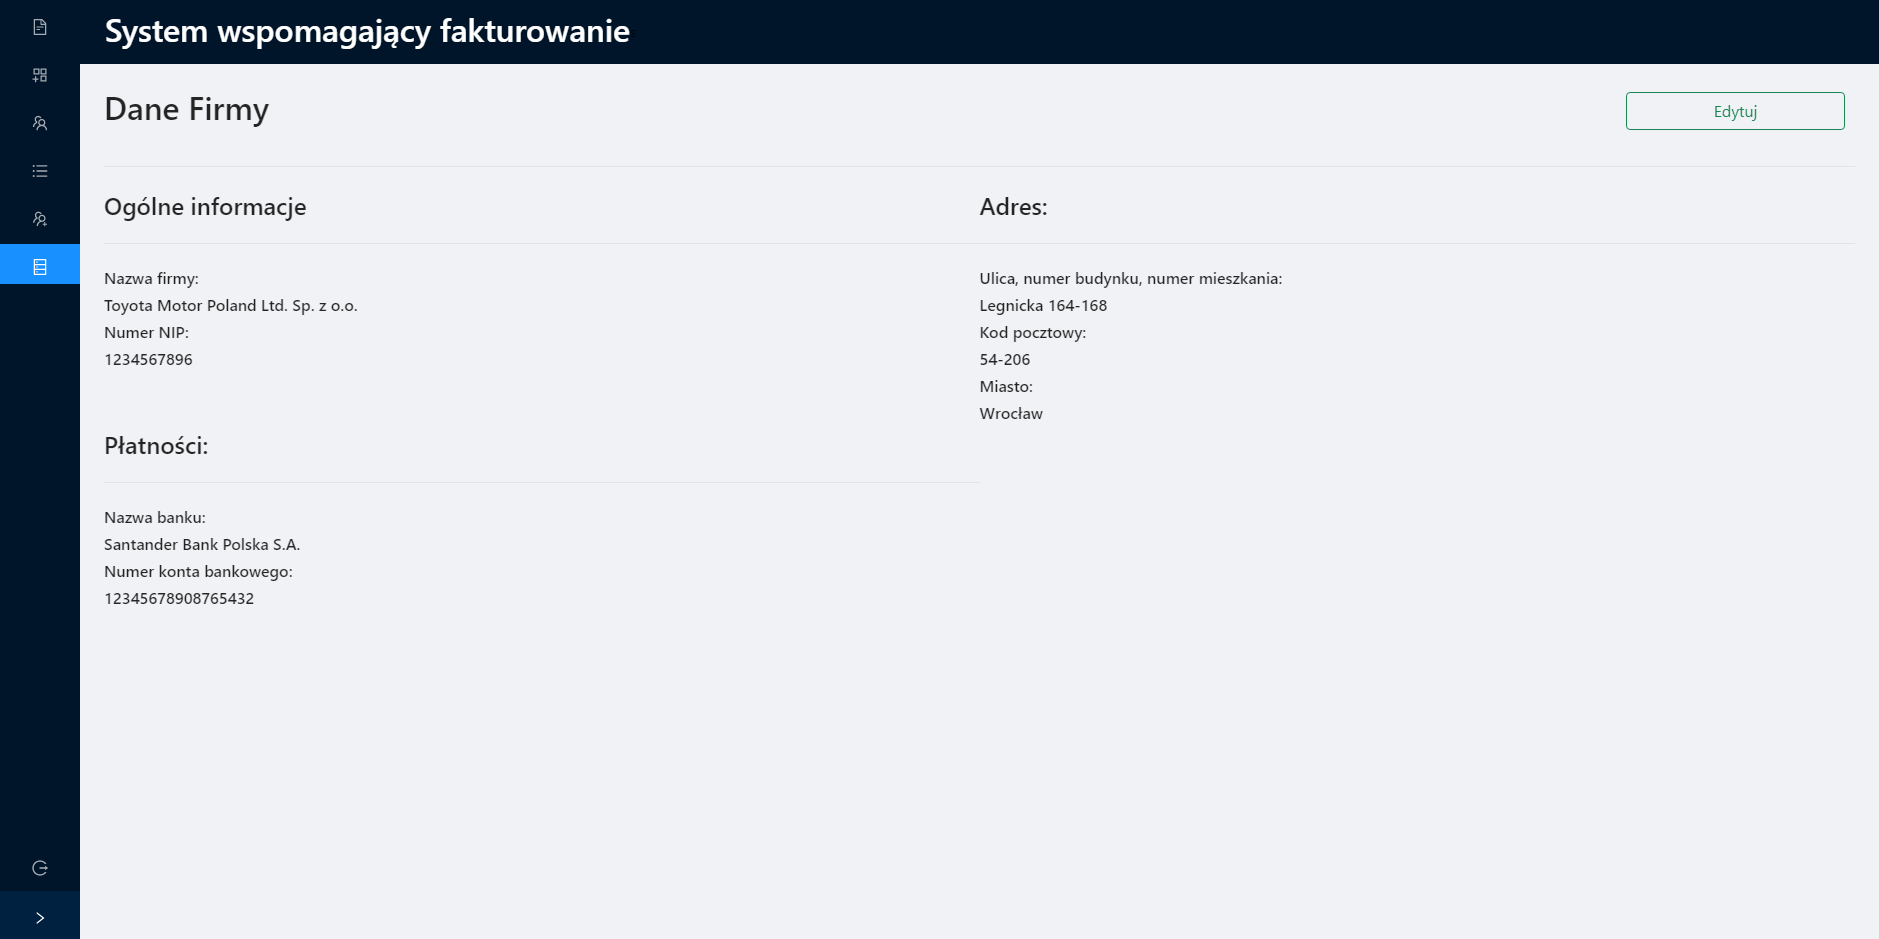 System wspomagający fakturowanie
Dane Firmy
Edytuj
Ogólne informacje
Nazwa firmy:
Toyota Motor Poland Ltd. Sp. z o.o.
Numer NIP:
1234567896
Adres:
Ulica, numer budynku, numer mieszkania:
Legnicka 164-168
Kod pocztowy:
54-206
Miasto:
Wrocław
Płatności:
Nazwa banku:
Santander Bank Polska S.A.
Numer konta bankowego:
12345678908765432